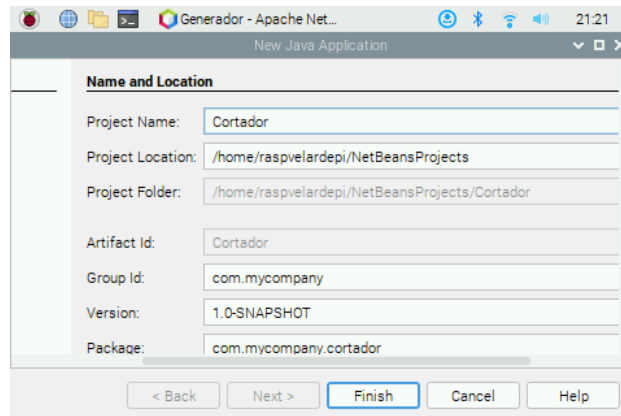 Generador - Apache Net...
21:21
New Java Application
Name and Location
Project Name: Cortador
Project Location: /home/raspvelardepi/NetBeansProjects
Project Folder: /home/raspvelardepi/NetBeansProjects/Cortador
Artifact Id: Cortador
Group Id: com.mycompany
Version: 1.0-SNAPSHOT
Package: com.mycompany.cortador
< Back Next > Finish Cancel Help